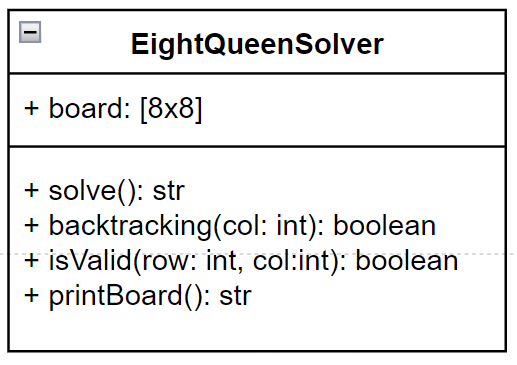 EightQueenSolver
+ board: [8x8]
+ solve(): str
+ backtracking(col: int): boolean
+ isValid(row: int, col:int): boolean
+ printBoard(): str